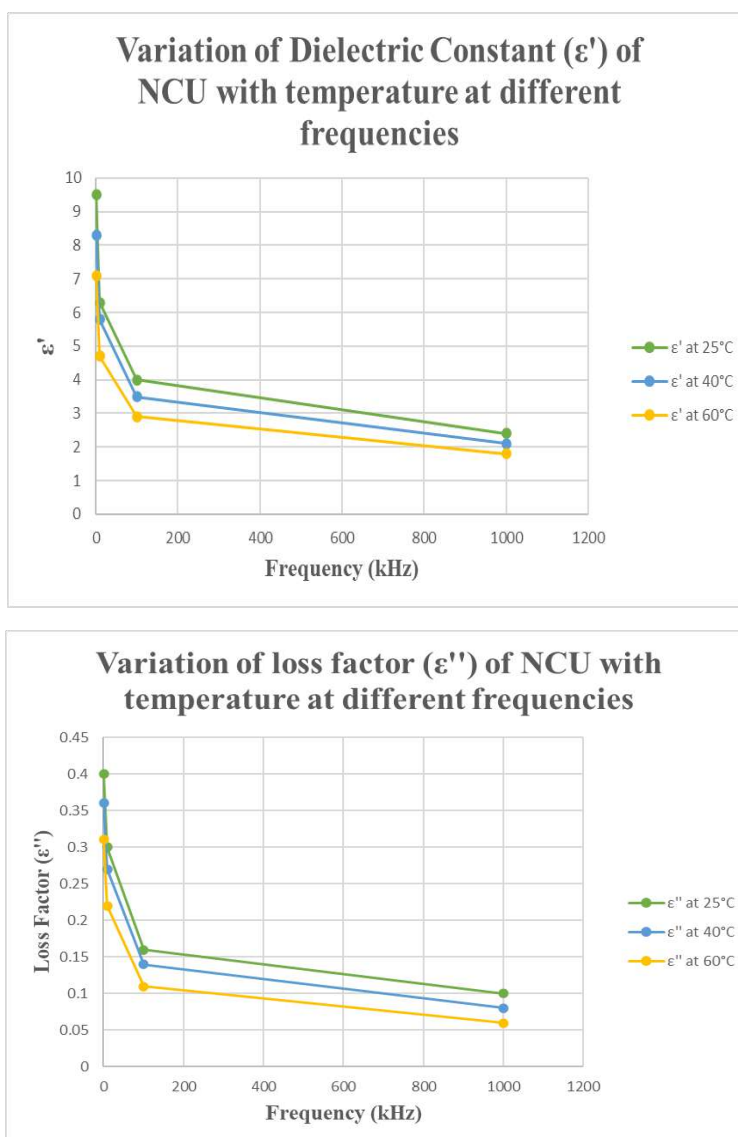 Variation of Dielectric Constant (ε') of
NCU with temperature at different
frequencies
10
9
8
7
6
5
4
3
2
1
0
ε'
0 200 400 600 800 1000 1200
Frequency (kHz)
ε' at 25°C
ε' at 40°C
ε' at 60°C
Variation of loss factor (ε'') of NCU with
temperature at different frequencies
0.45
0.4
0.35
0.3
0.25
0.2
0.15
0.1
0.05
0
Loss Factor (ε'')
0 200 400 600 800 1000 1200
Frequency (kHz)
ε'' at 25°C
ε'' at 40°C
ε'' at 60°C